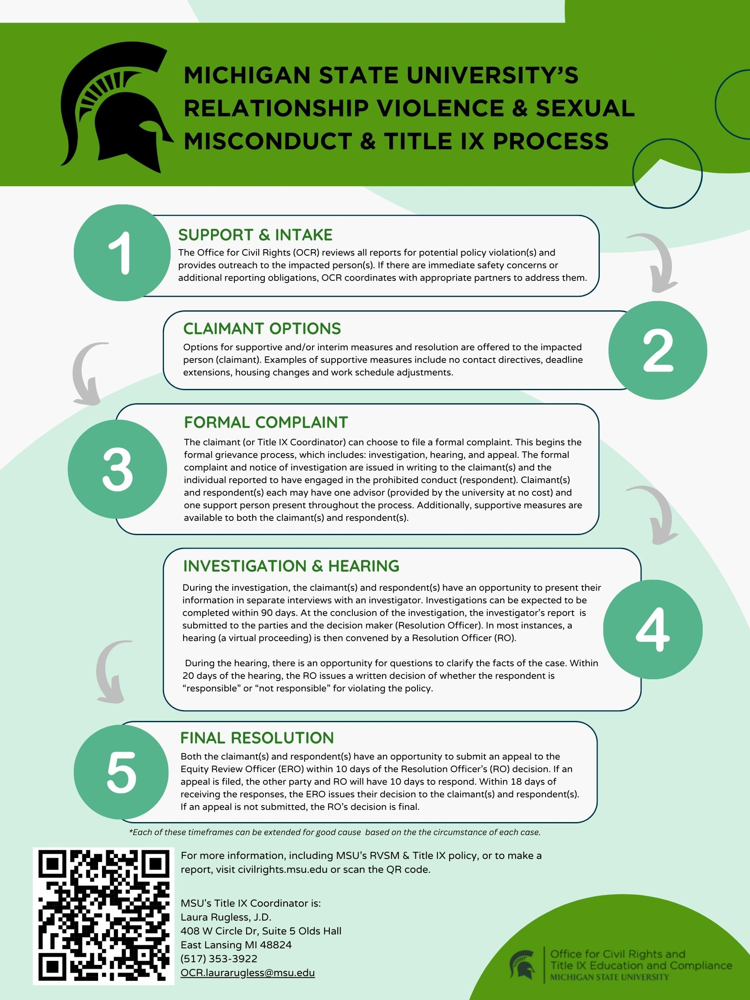 MICHIGAN STATE UNIVERSITY’S
RELATIONSHIP VIOLENCE & SEXUAL
MISCONDUCT & TITLE IX PROCESS
1
SUPPORT & INTAKE
The Office for Civil Rights (OCR) reviews all reports for potential policy violation(s) and
provides outreach to the impacted person(s). If there are immediate safety concerns or
additional reporting obligations, OCR coordinates with appropriate partners to address them.
2
CLAIMANT OPTIONS
Options for supportive and/or interim measures and resolution are offered to the impacted
person (claimant). Examples of supportive measures include no contact directives, deadline
extensions, housing changes and work schedule adjustments.
3
FORMAL COMPLAINT
The claimant (or Title IX Coordinator) can choose to file a formal complaint. This begins the
formal grievance process, which includes: investigation, hearing, and appeal. The formal
complaint and notice of investigation are issued in writing to the claimant(s) and the
individual reported to have engaged in the prohibited conduct (respondent). Claimant(s)
and respondent(s) each may have one advisor (provided by the university at no cost) and
one support person present throughout the process. Additionally, supportive measures are
available to both the claimant(s) and respondent(s).
4
INVESTIGATION & HEARING
During the investigation, the claimant(s) and respondent(s) have an opportunity to present their
information in separate interviews with an investigator. Investigations can be expected to be
completed within 90 days. At the conclusion of the investigation, the investigator’s report is
submitted to the parties and the decision maker (Resolution Officer). In most instances, a
hearing (a virtual proceeding) is then convened by a Resolution Officer (RO).
During the hearing, there is an opportunity for questions to clarify the facts of the case. Within
20 days of the hearing, the RO issues a written decision of whether the respondent is
“responsible” or “not responsible” for violating the policy.
5
FINAL RESOLUTION
Both the claimant(s) and respondent(s) have an opportunity to submit an appeal to the
Equity Review Officer (ERO) within 10 days of the Resolution Officer’s (RO) decision. If an
appeal is filed, the other party and RO will have 10 days to respond. Within 18 days of
receiving the responses, the ERO issues their decision to the claimant(s) and respondent(s).
If an appeal is not submitted, the RO’s decision is final.
*Each of these timeframes can be extended for good cause based on the the circumstance of each case.
For more information, including MSU’s RVSM & Title IX policy, or to make a
report, visit civilrights.msu.edu or scan the QR code.
MSU's Title IX Coordinator is:
Laura Rugless, J.D.
408 W Circle Dr, Suite 5 Olds Hall
East Lansing MI 48824
(517) 353-3922
OCR.laurarugless@msu.edu
Office for Civil Rights and
Title IX Education and Compliance
MICHIGAN STATE UNIVERSITY